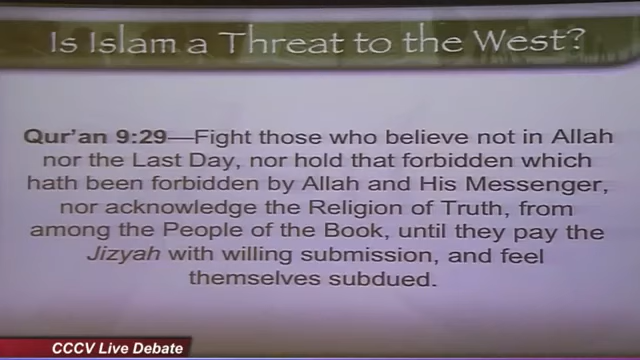 Is Islam a Threat to the West?
Qur'an 9:29—Fight those who believe not in Allah
nor the Last Day, nor hold that forbidden which
hath been forbidden by Allah and His Messenger,
nor acknowledge the Religion of Truth, from
among the People of the Book, until they pay the
Jizyah with willing submission, and feel
themselves subdued.
CCCV Live Debate